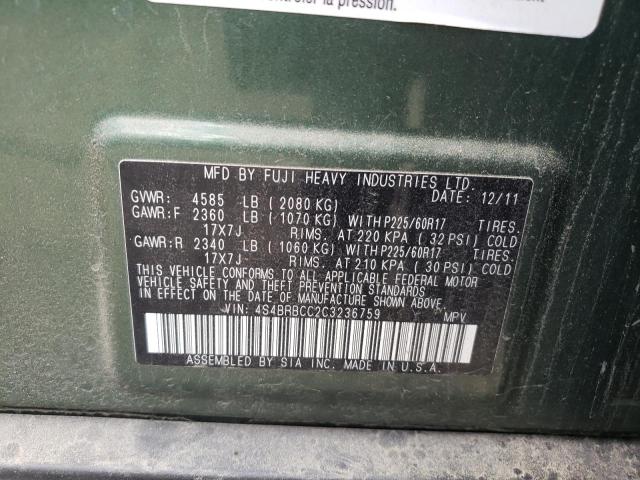 contrôler la pression.
MFD BY FUJI HEAVY INDUSTRIES LTD.
GVWR: 4585 LB ( 2080 KG) DATE: 12/11
GAWR:F 2360 LB ( 1070 KG) WITH P225/60R17 TIRES.
17X7J RIMS. AT 220 KPA ( 32 PSI) COLD
GAWR:R 2340 LB ( 1060 KG) WITH P225/60R17 TIRES.
17X7J RIMS. AT 210 KPA ( 30 PSI) COLD
THIS VEHICLE CONFORMS TO ALL APPLICABLE FEDERAL MOTOR
VEHICLE SAFETY AND THEFT PREVENTION STANDARDS
IN EFFECT ON THE DATE OF MANUFACTURE SHOWN ABOVE.
VIN: 4S4BRBCC2C3236759 MPV
ASSEMBLED BY SIA INC. MADE IN U.S.A.